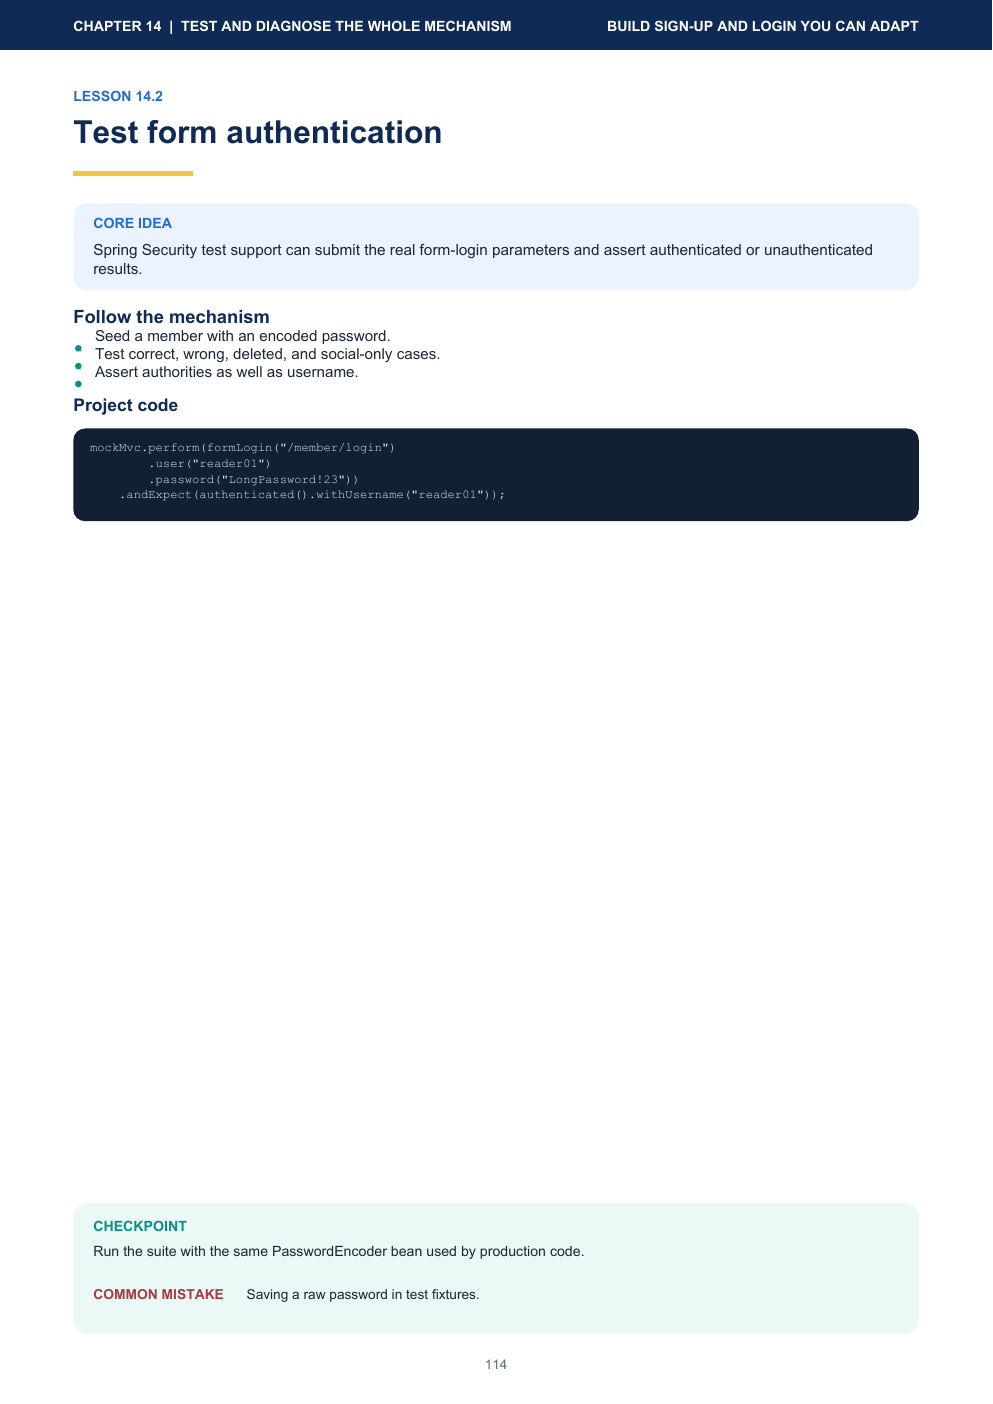 CHAPTER 14 | TEST AND DIAGNOSE THE WHOLE MECHANISM
BUILD SIGN-UP AND LOGIN YOU CAN ADAPT
LESSON 14.2
Test form authentication
CORE IDEA
Spring Security test support can submit the real form-login parameters and assert authenticated or unauthenticated
results.
Follow the mechanism
Seed a member with an encoded password.
Test correct, wrong, deleted, and social-only cases.
Assert authorities as well as username.
Project code
mockMvc.perform(formLogin("/member/login")
        .user("reader01")
        .password("LongPassword!23"))
    .andExpect(authenticated().withUsername("reader01"));
CHECKPOINT
Run the suite with the same PasswordEncoder bean used by production code.
COMMON MISTAKE Saving a raw password in test fixtures.
114